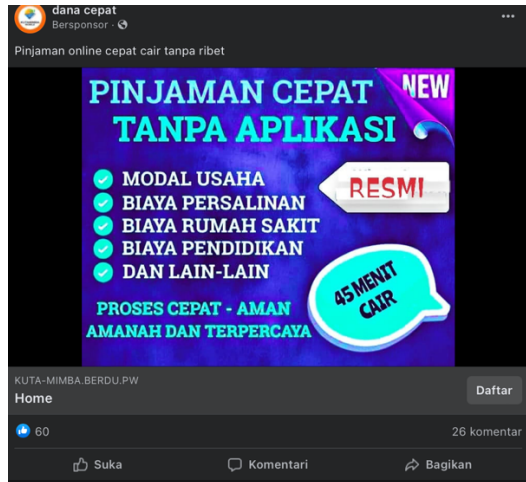 dana cepat
Bersponsor ·
Pinjaman online cepat cair tanpa ribet
PINJAMAN CEPAT
NEW
TANPA APLIKASI
MODAL USAHA
RESMI
BIAYA PERSALINAN
BIAYA RUMAH SAKIT
BIAYA PENDIDIKAN
DAN LAIN-LAIN
45 MENIT
CAIR
PROSES CEPAT - AMAN
AMANAH DAN TERPERCAYA
KUTA-MIMBA.BERDU.PW
Home
Daftar
60
26 komentar
Suka
Komentari
Bagikan